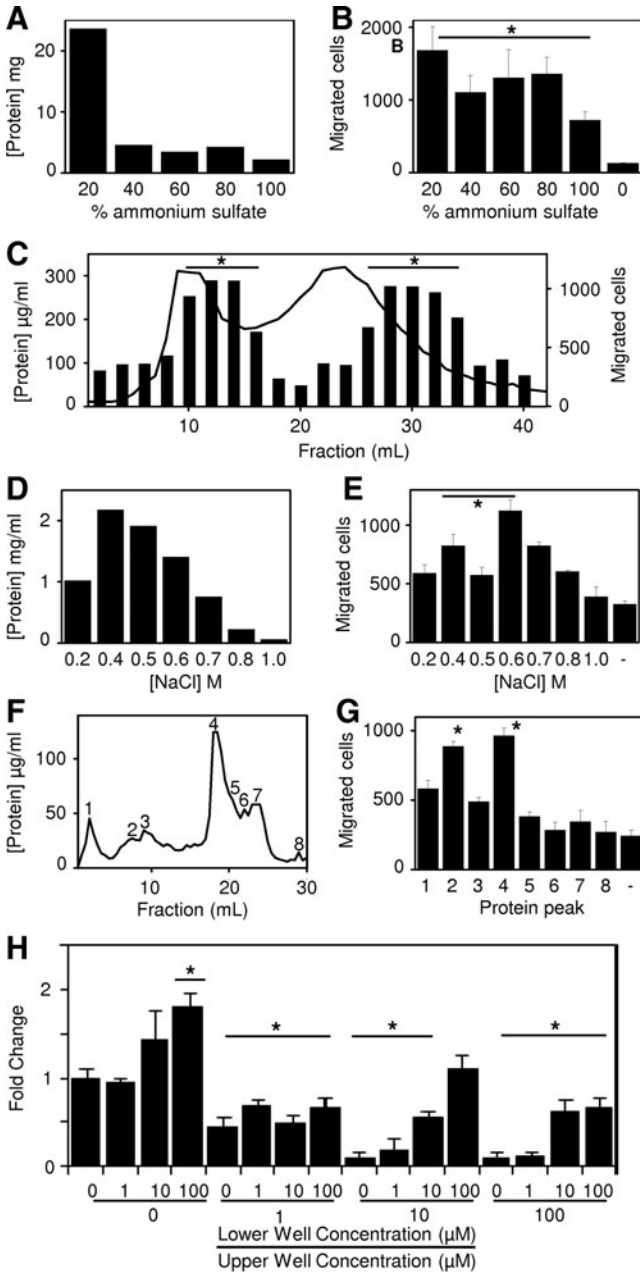 A
[Protein] mg
20
10
0
20 40 60 80 100
% ammonium sulfate
B
Migrated cells
2000
B
*
1000
0
20 40 60 80 100 0
% ammonium sulfate
C
[Protein] µg/ml
300
200
100
0
*
*
1000
500
0
Migrated cells
10 20 30 40
Fraction (mL)
D
[Protein] mg/ml
2
1
0
0.2 0.4 0.5 0.6 0.7 0.8 1.0
[NaCl] M
E
Migrated cells
1000
500
0
*
0.2 0.4 0.5 0.6 0.7 0.8 1.0 -
[NaCl] M
F
[Protein] µg/ml
100
50
0
1 2 3 4 5 6 7 8
10 20 30
Fraction (mL)
G
Migrated cells
1000
500
0
* *
1 2 3 4 5 6 7 8 -
Protein peak
H
Fold Change
2
1
0
* * * *
0 1 10 100 0 1 10 100 0 1 10 100 0 1 10 100
0 1 10 100
Lower Well Concentration (µM)
Upper Well Concentration (µM)